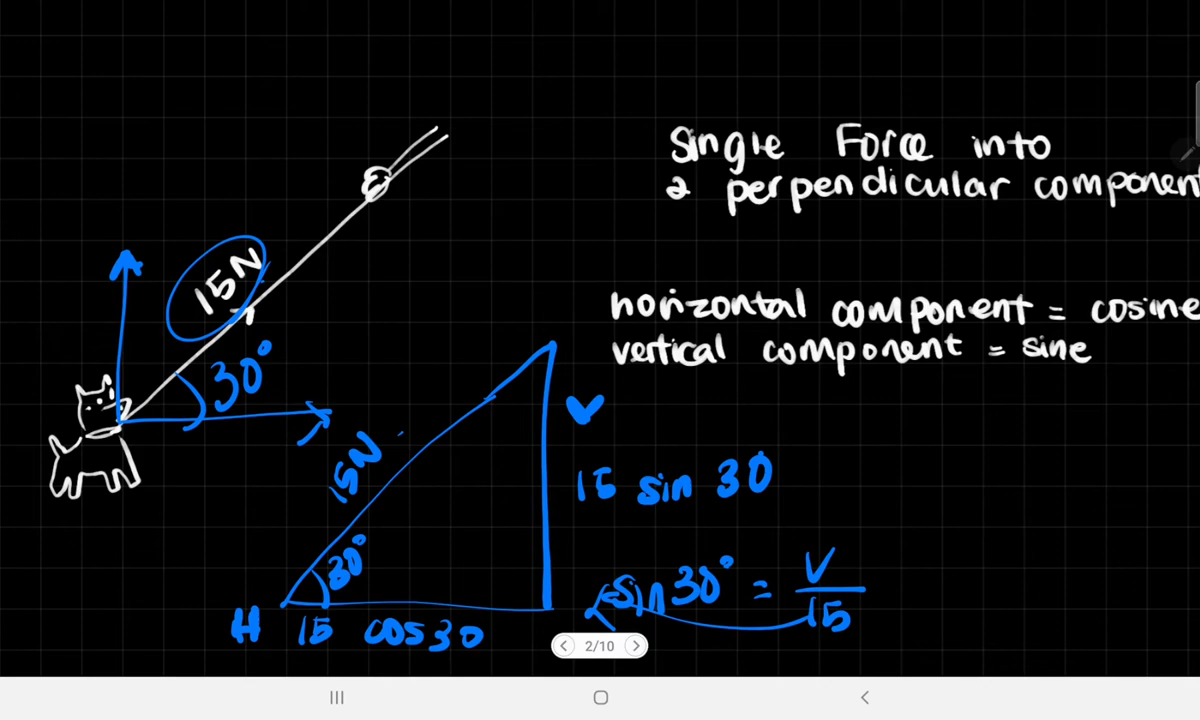 Single Force into
2 perpendicular component
horizontal component = cosine
vertical component = sine
15N
30°
15N
30°
V
15 sin 30
sin 30° = V/15
H 15 cos 30
2/10